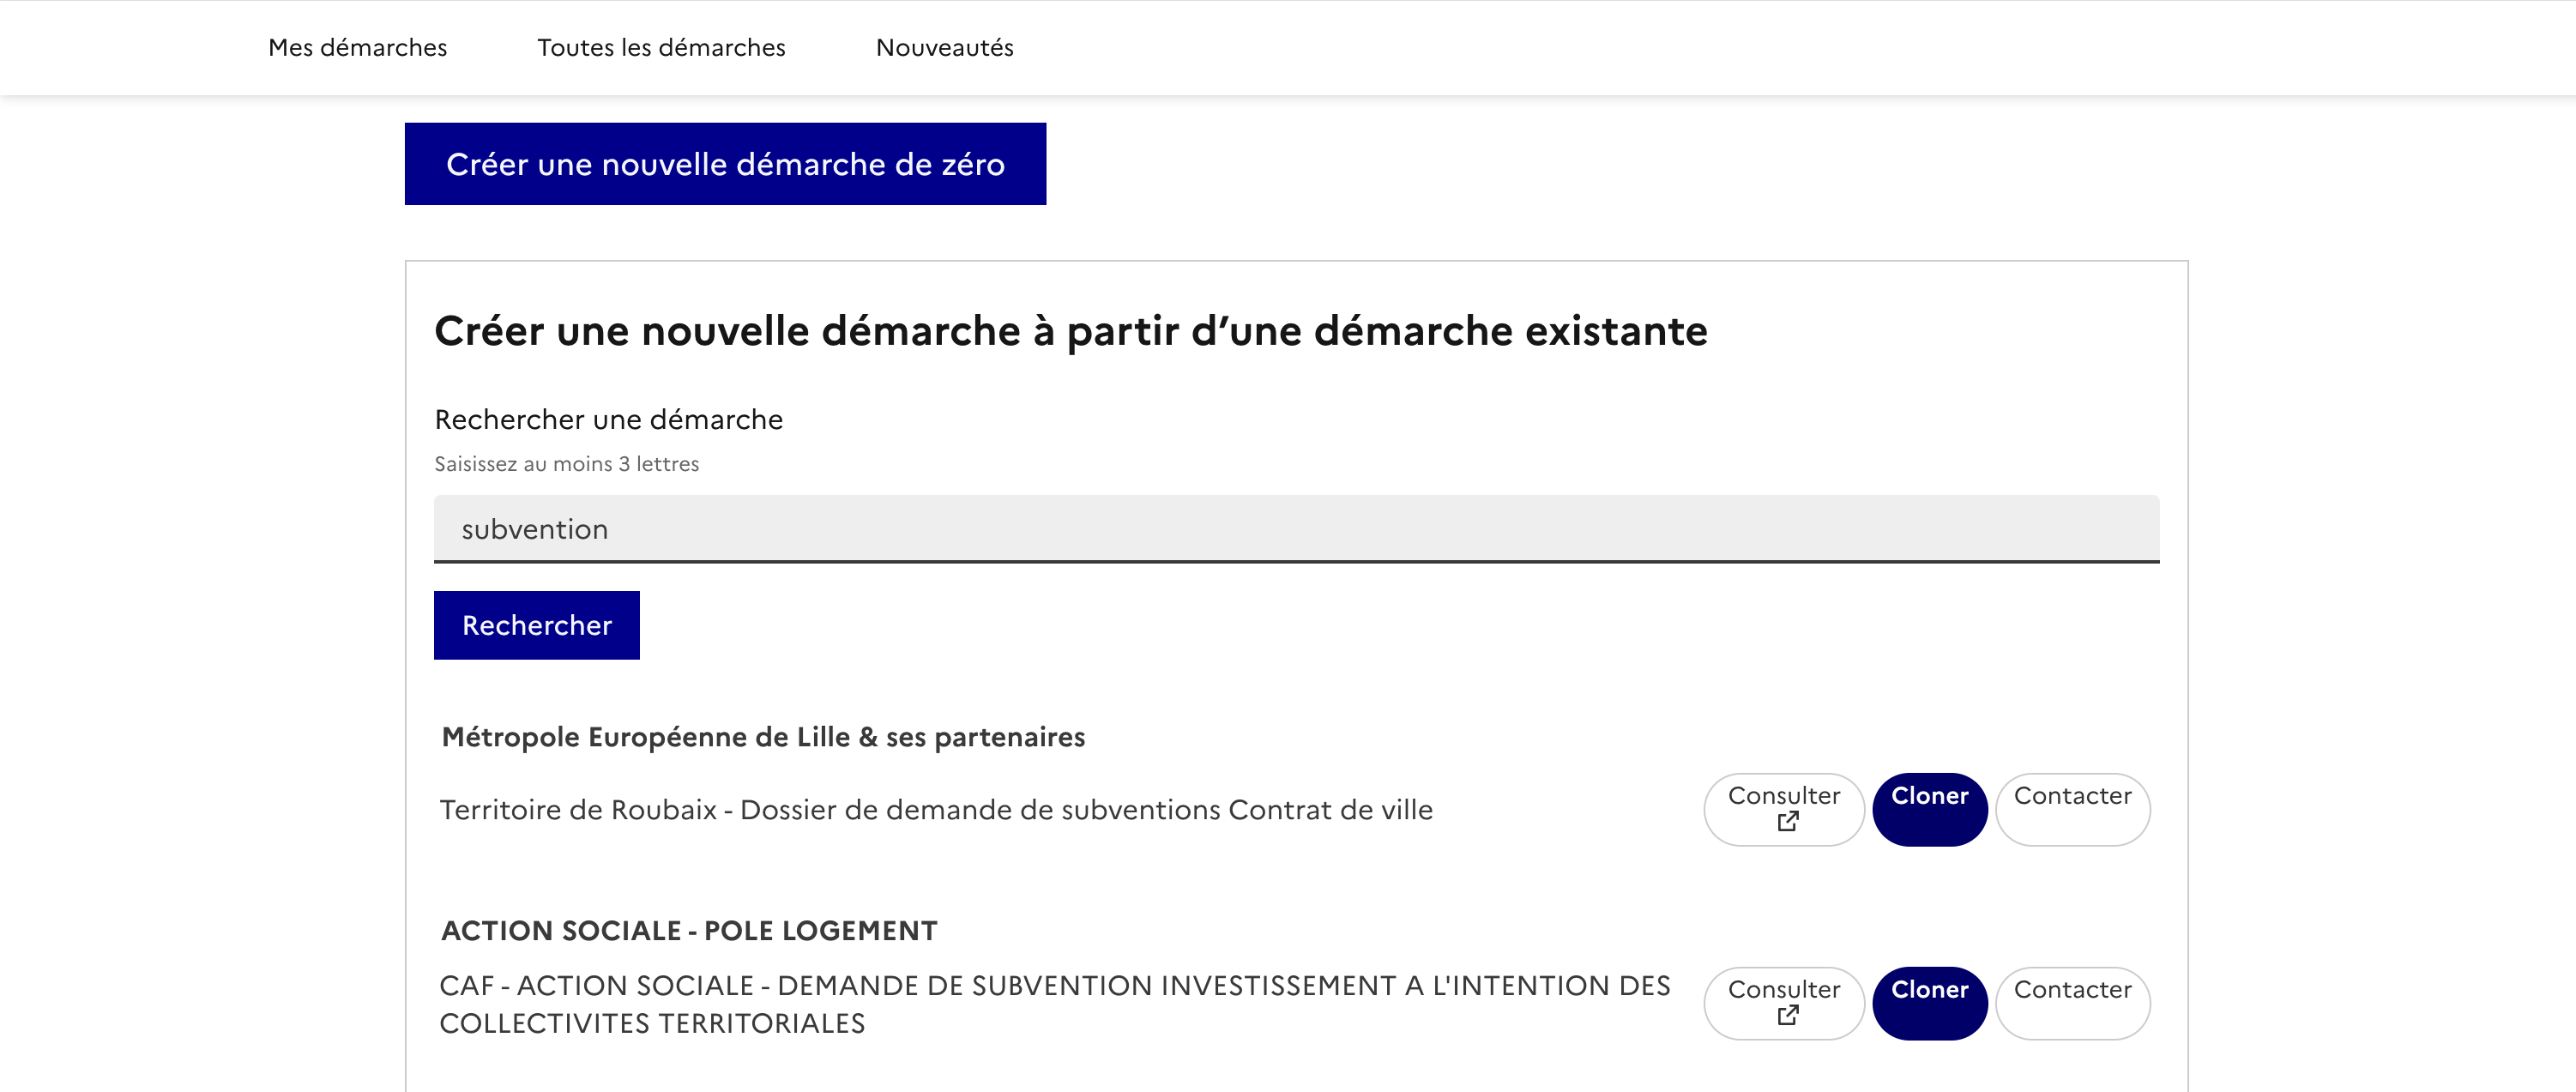 Mes démarches Toutes les démarches Nouveautés
Créer une nouvelle démarche de zéro
Créer une nouvelle démarche à partir d’une démarche existante
Rechercher une démarche
Saisissez au moins 3 lettres
subvention
Rechercher
Métropole Européenne de Lille & ses partenaires
Territoire de Roubaix - Dossier de demande de subventions Contrat de ville
Consulter Cloner Contacter
ACTION SOCIALE - POLE LOGEMENT
CAF - ACTION SOCIALE - DEMANDE DE SUBVENTION INVESTISSEMENT A L'INTENTION DES
COLLECTIVITES TERRITORIALES
Consulter Cloner Contacter